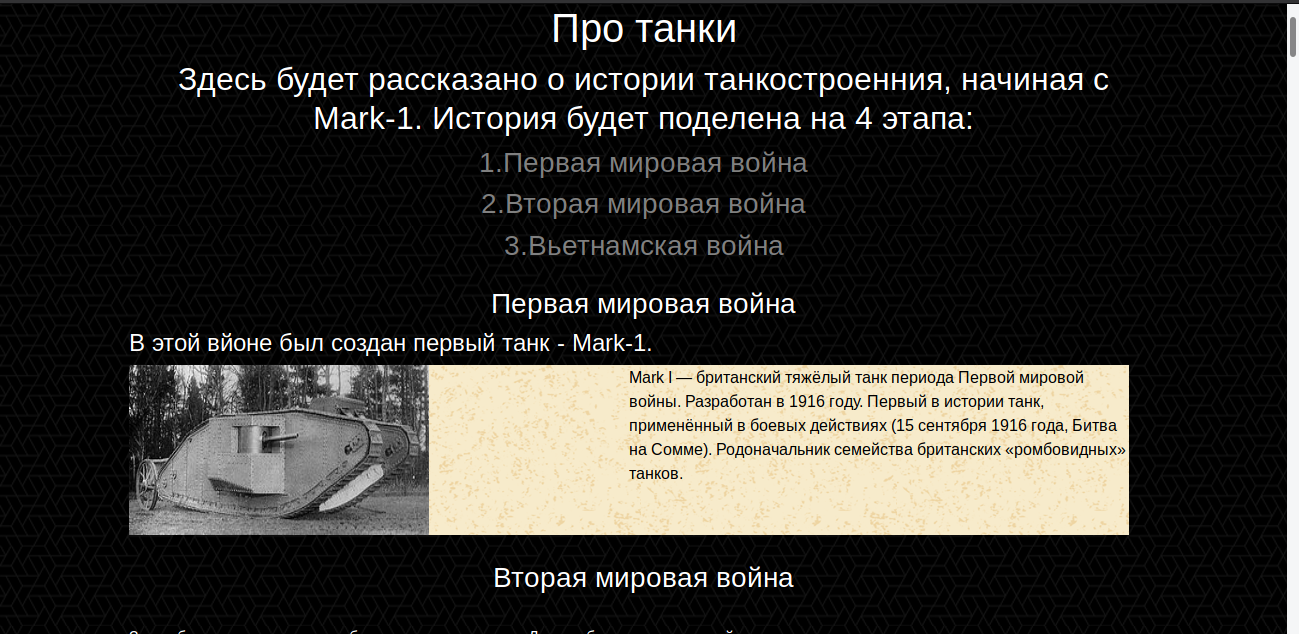 Про танки
Здесь будет рассказано о истории танкостроенния, начиная с
Mark-1. История будет поделена на 4 этапа:
1.Первая мировая война
2.Вторая мировая война
3.Вьетнамская война
Первая мировая война
В этой вйоне был создан первый танк - Mark-1.
Mark I — британский тяжёлый танк периода Первой мировой
войны. Разработан в 1916 году. Первый в истории танк,
применённый в боевых действиях (15 сентября 1916 года, Битва
на Сомме). Родоначальник семейства британских «ромбовидных»
танков.
Вторая мировая война